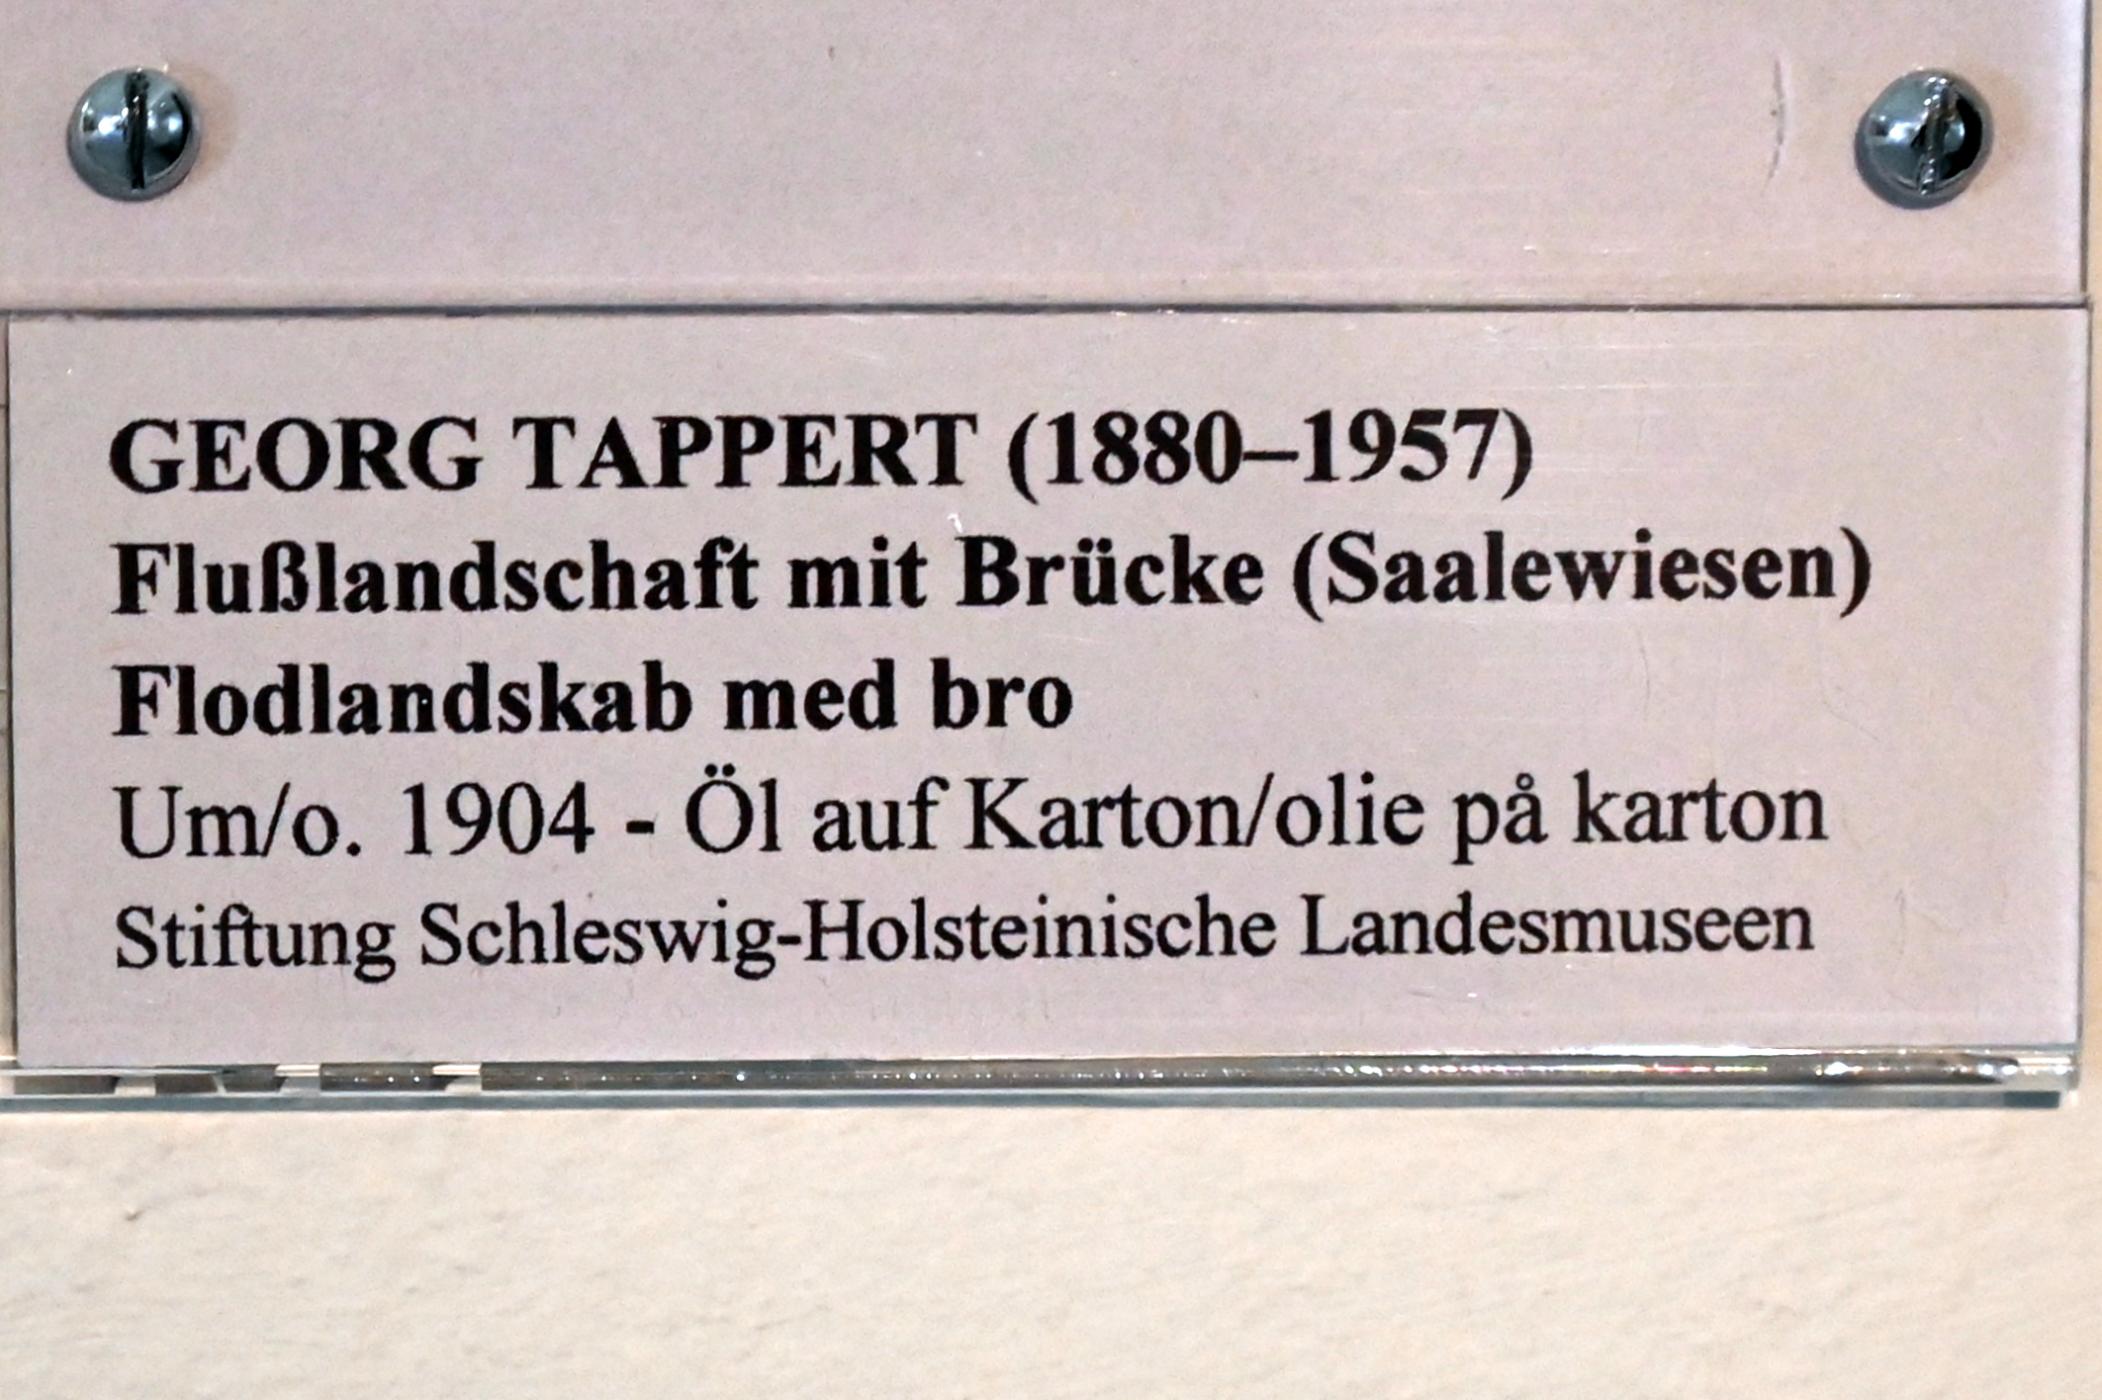 GEORG TAPPERT (1880–1957)
Flußlandschaft mit Brücke (Saalewiesen)
Flodlandskab med bro
Um/o. 1904 - Öl auf Karton/olie på karton
Stiftung Schleswig-Holsteinische Landesmuseen